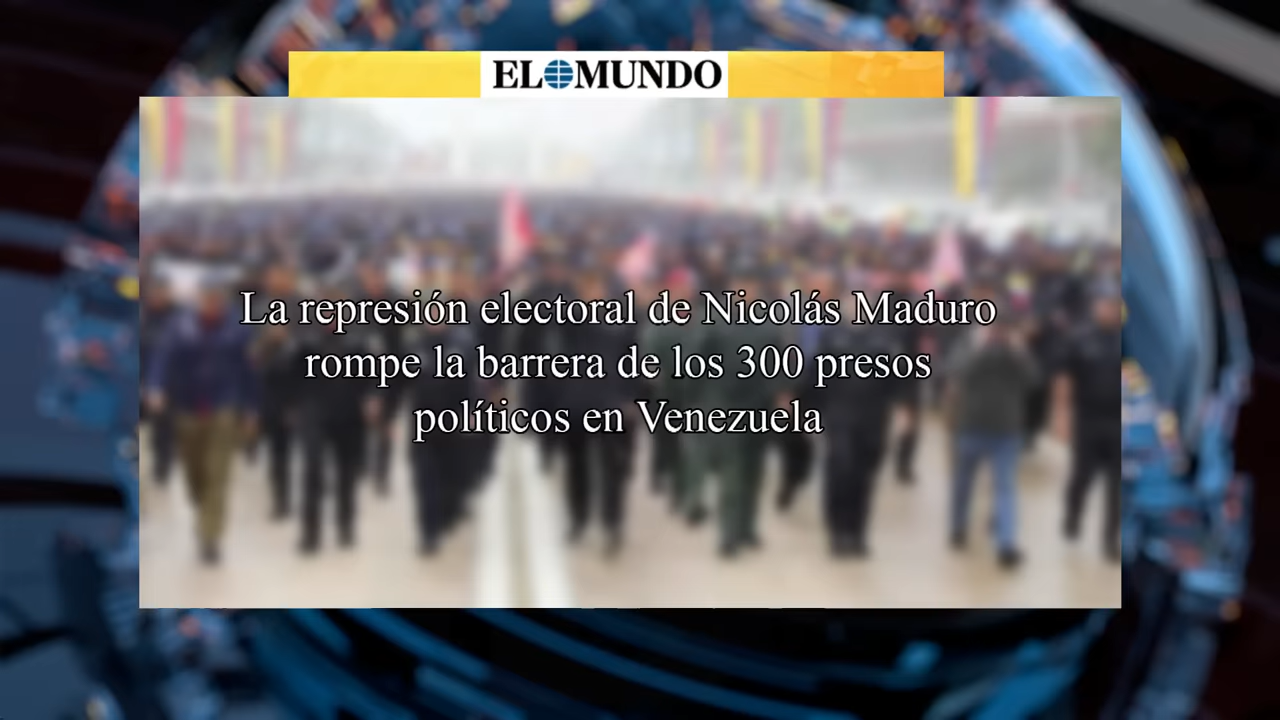 EL MUNDO
La represión electoral de Nicolás Maduro
rompe la barrera de los 300 presos
políticos en Venezuela